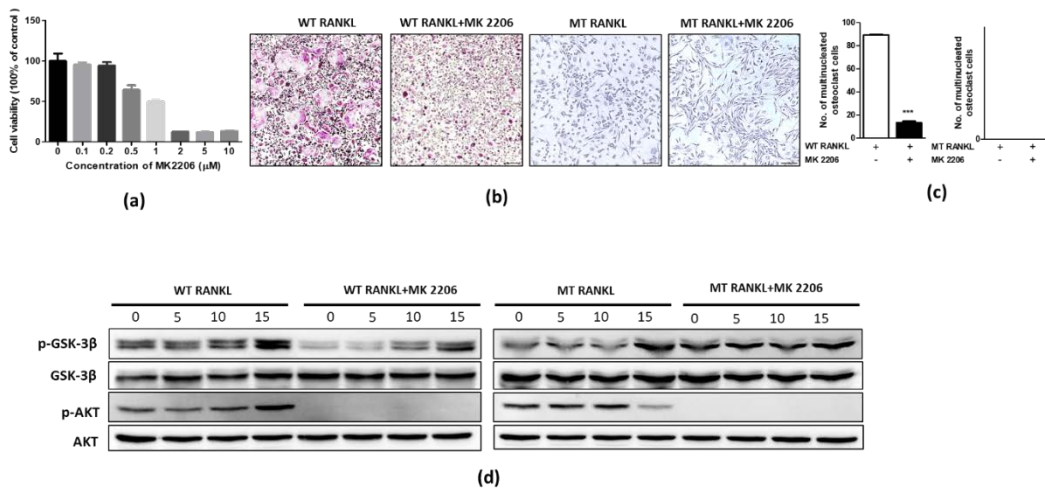 150
100
50
0
Cell viability (100% of control)
0 0.1 0.2 0.5 1 2 5 10
Concentration of MK2206 (μM)
(a)
WT RANKL WT RANKL+MK 2206 MT RANKL MT RANKL+MK 2206
(b)
No. of multinucleated
osteoclast cells
100
80
60
40
20
0
***
WT RANKL + +
MK 2206 - +
No. of multinucleated
osteoclast cells
0
MT RANKL + +
MK 2206 - +
(c)
WT RANKL WT RANKL+MK 2206 MT RANKL MT RANKL+MK 2206
0 5 10 15 0 5 10 15 0 5 10 15 0 5 10 15
p-GSK-3β
GSK-3β
p-AKT
AKT
(d)